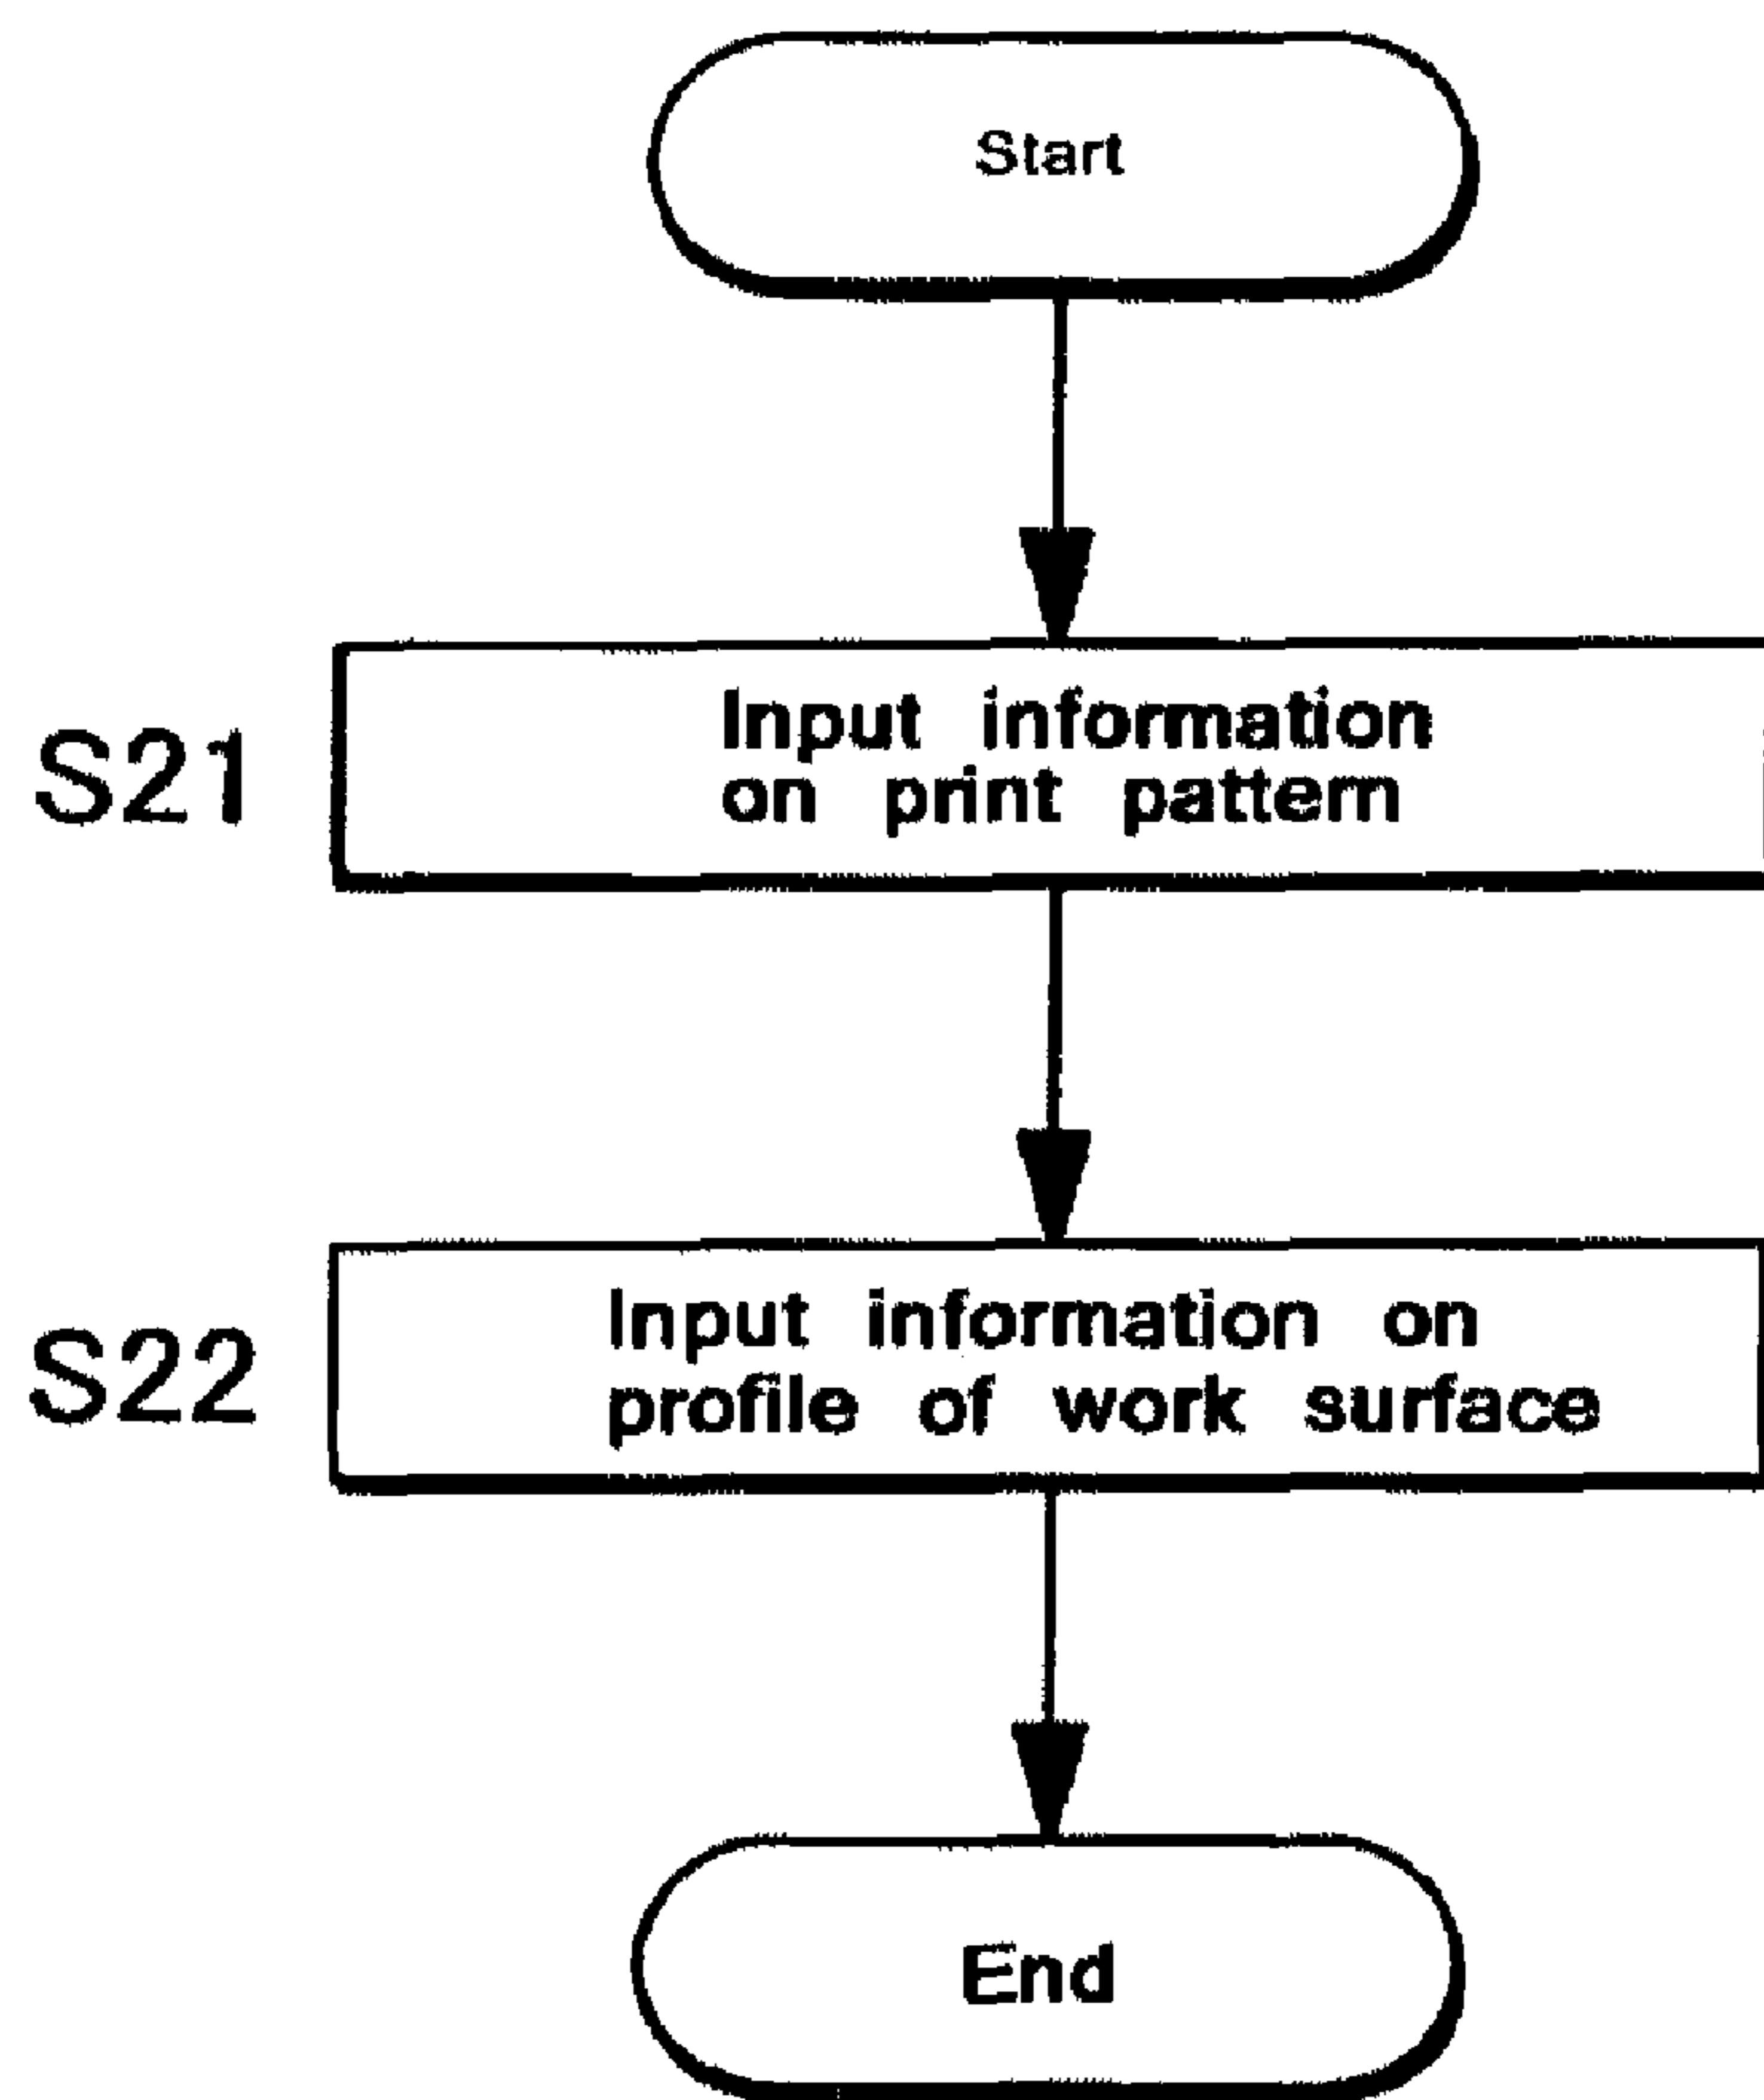 Start
S21
Input information
on print pattern
S22
Input information on
profile of work surface
End